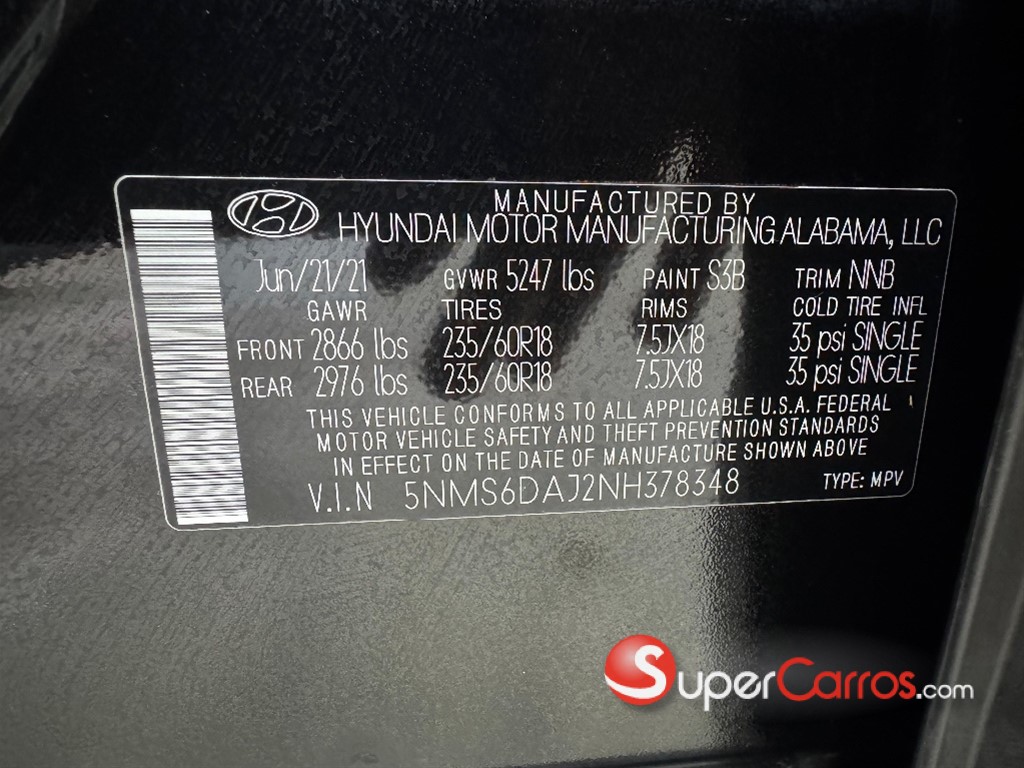 MANUFACTURED BY
HYUNDAI MOTOR MANUFACTURING ALABAMA, LLC
Jun/21/21 GVWR 5247 lbs PAINT S3B TRIM NNB
GAWR TIRES RIMS COLD TIRE INFL
FRONT 2866 lbs 235/60R18 7.5JX18 35 psi SINGLE
REAR 2976 lbs 235/60R18 7.5JX18 35 psi SINGLE
THIS VEHICLE CONFORMS TO ALL APPLICABLE U.S.A. FEDERAL
MOTOR VEHICLE SAFETY AND THEFT PREVENTION STANDARDS
IN EFFECT ON THE DATE OF MANUFACTURE SHOWN ABOVE
V.I.N 5NMS6DAJ2NH378348 TYPE: MPV
SuperCarros.com